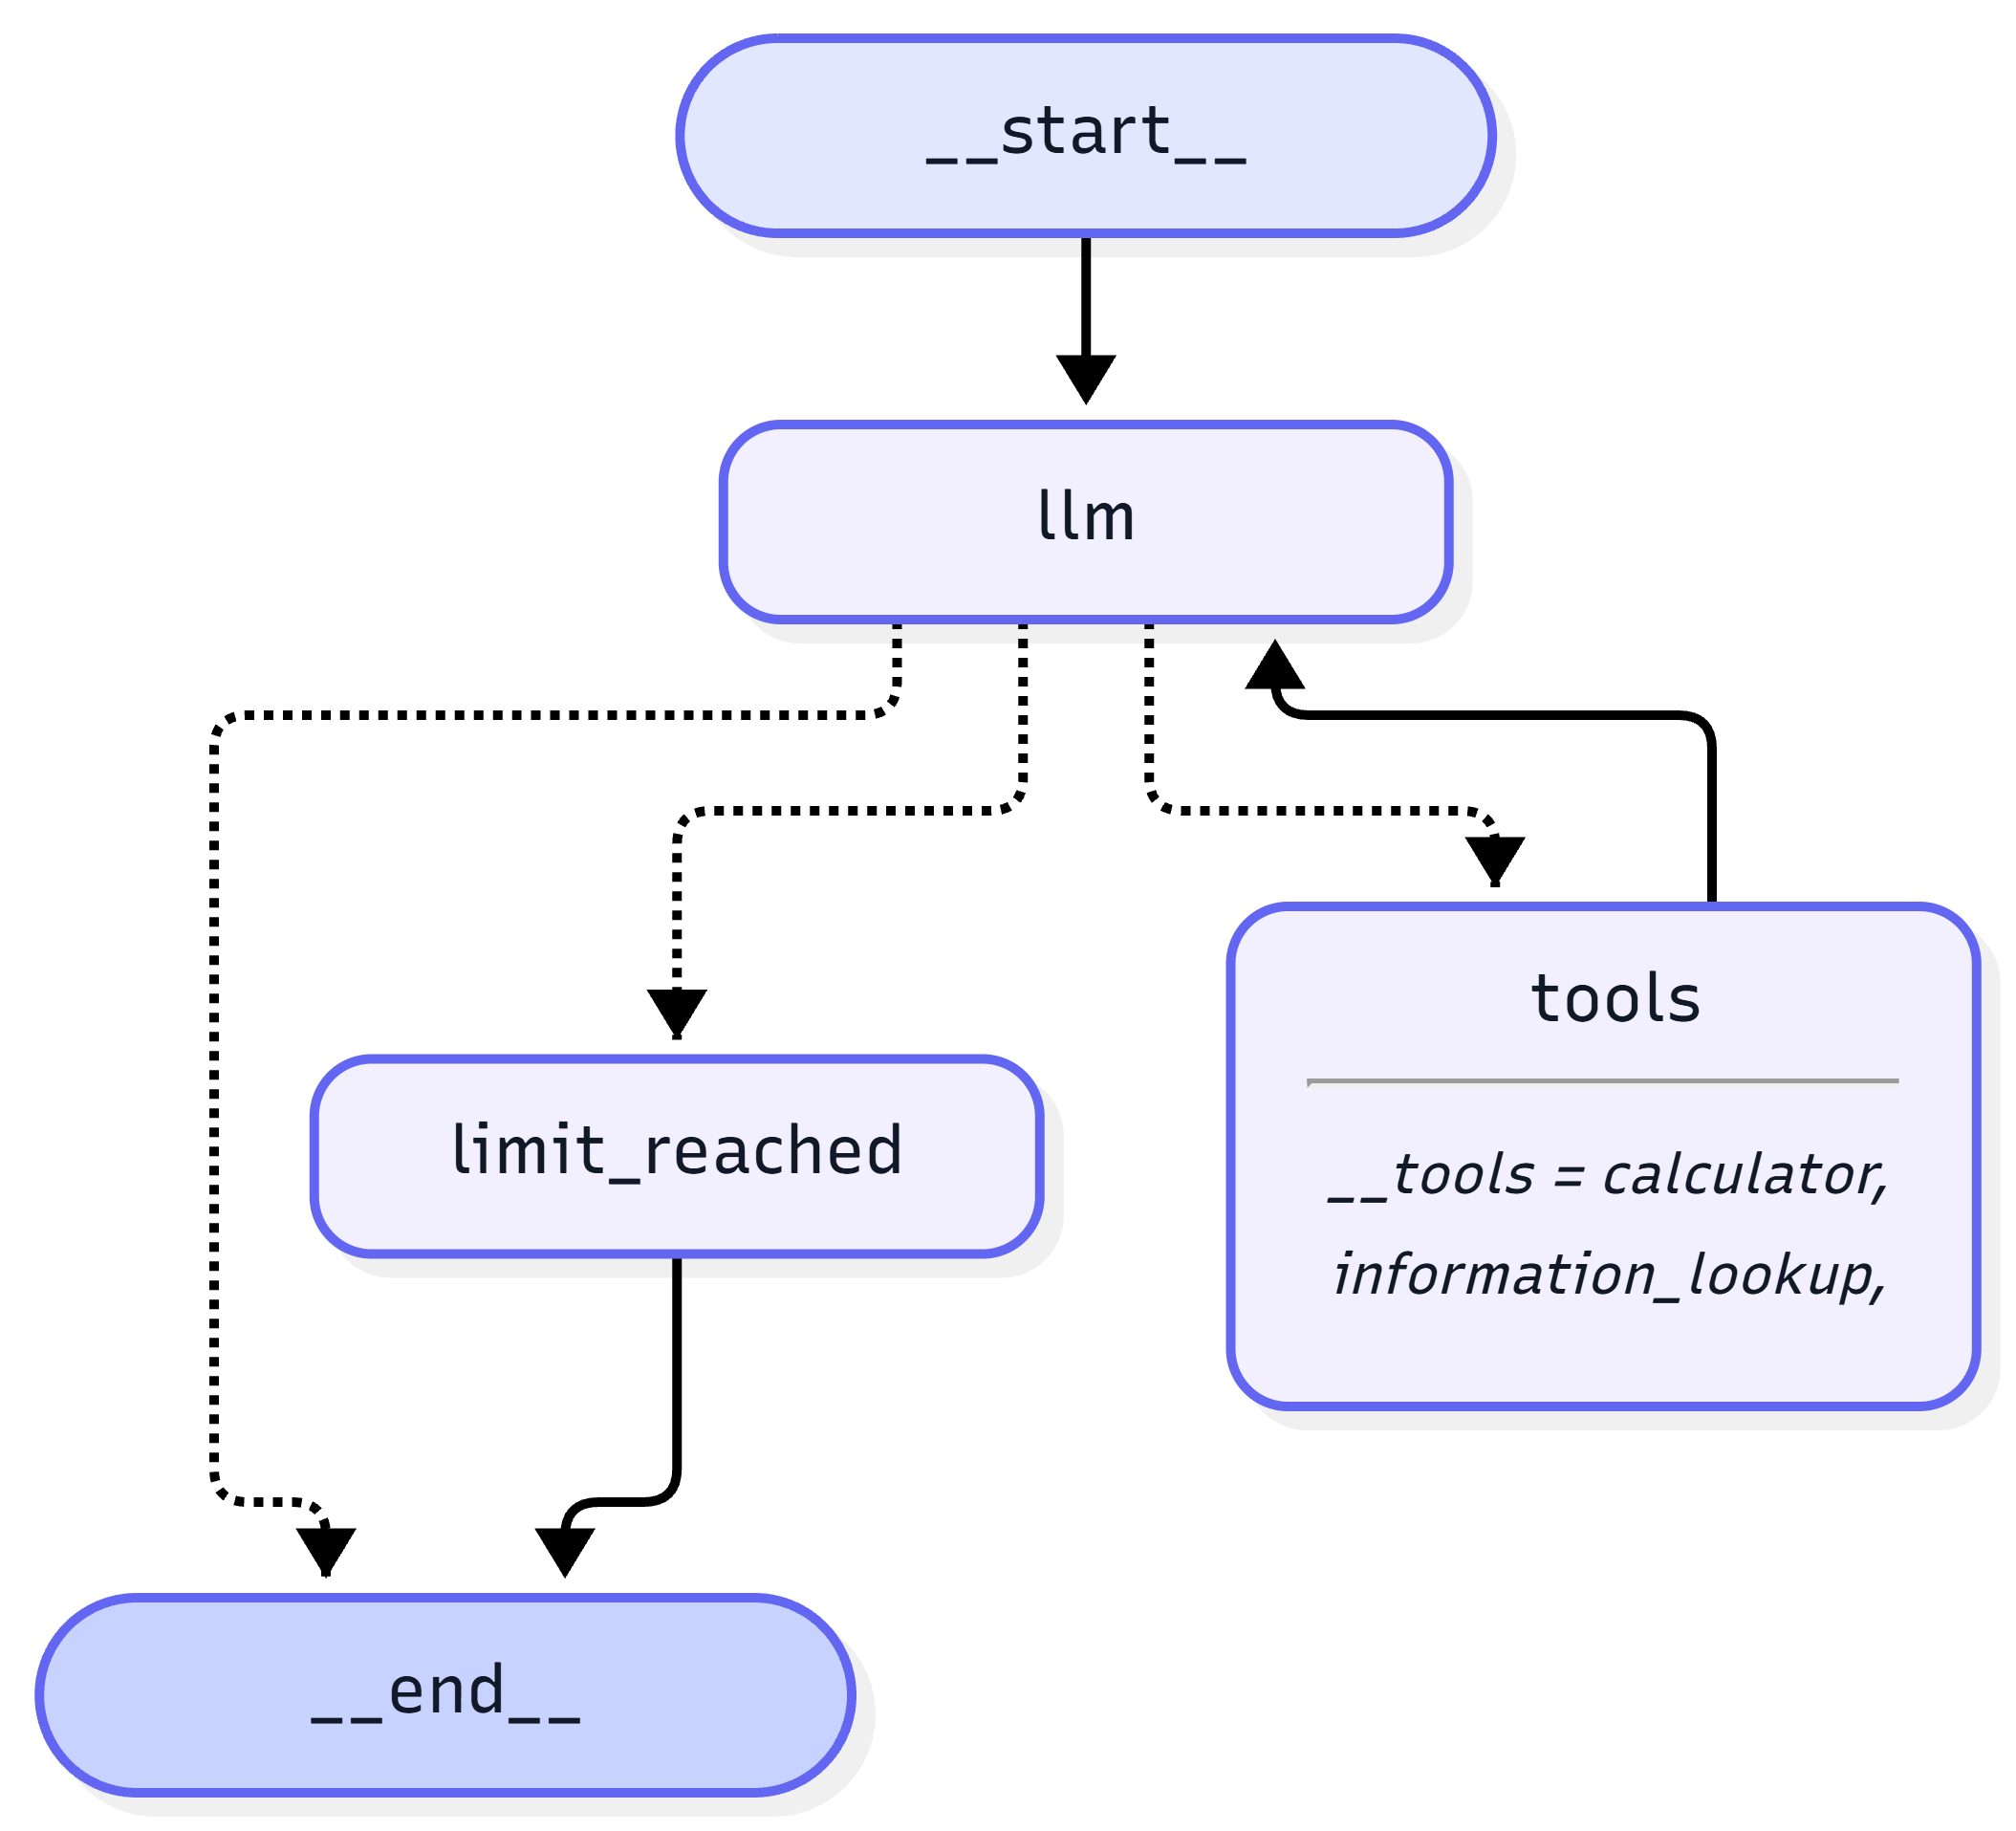 __start__
llm
tools
limit_reached
__tools = calculator,
information_lookup,
__end__